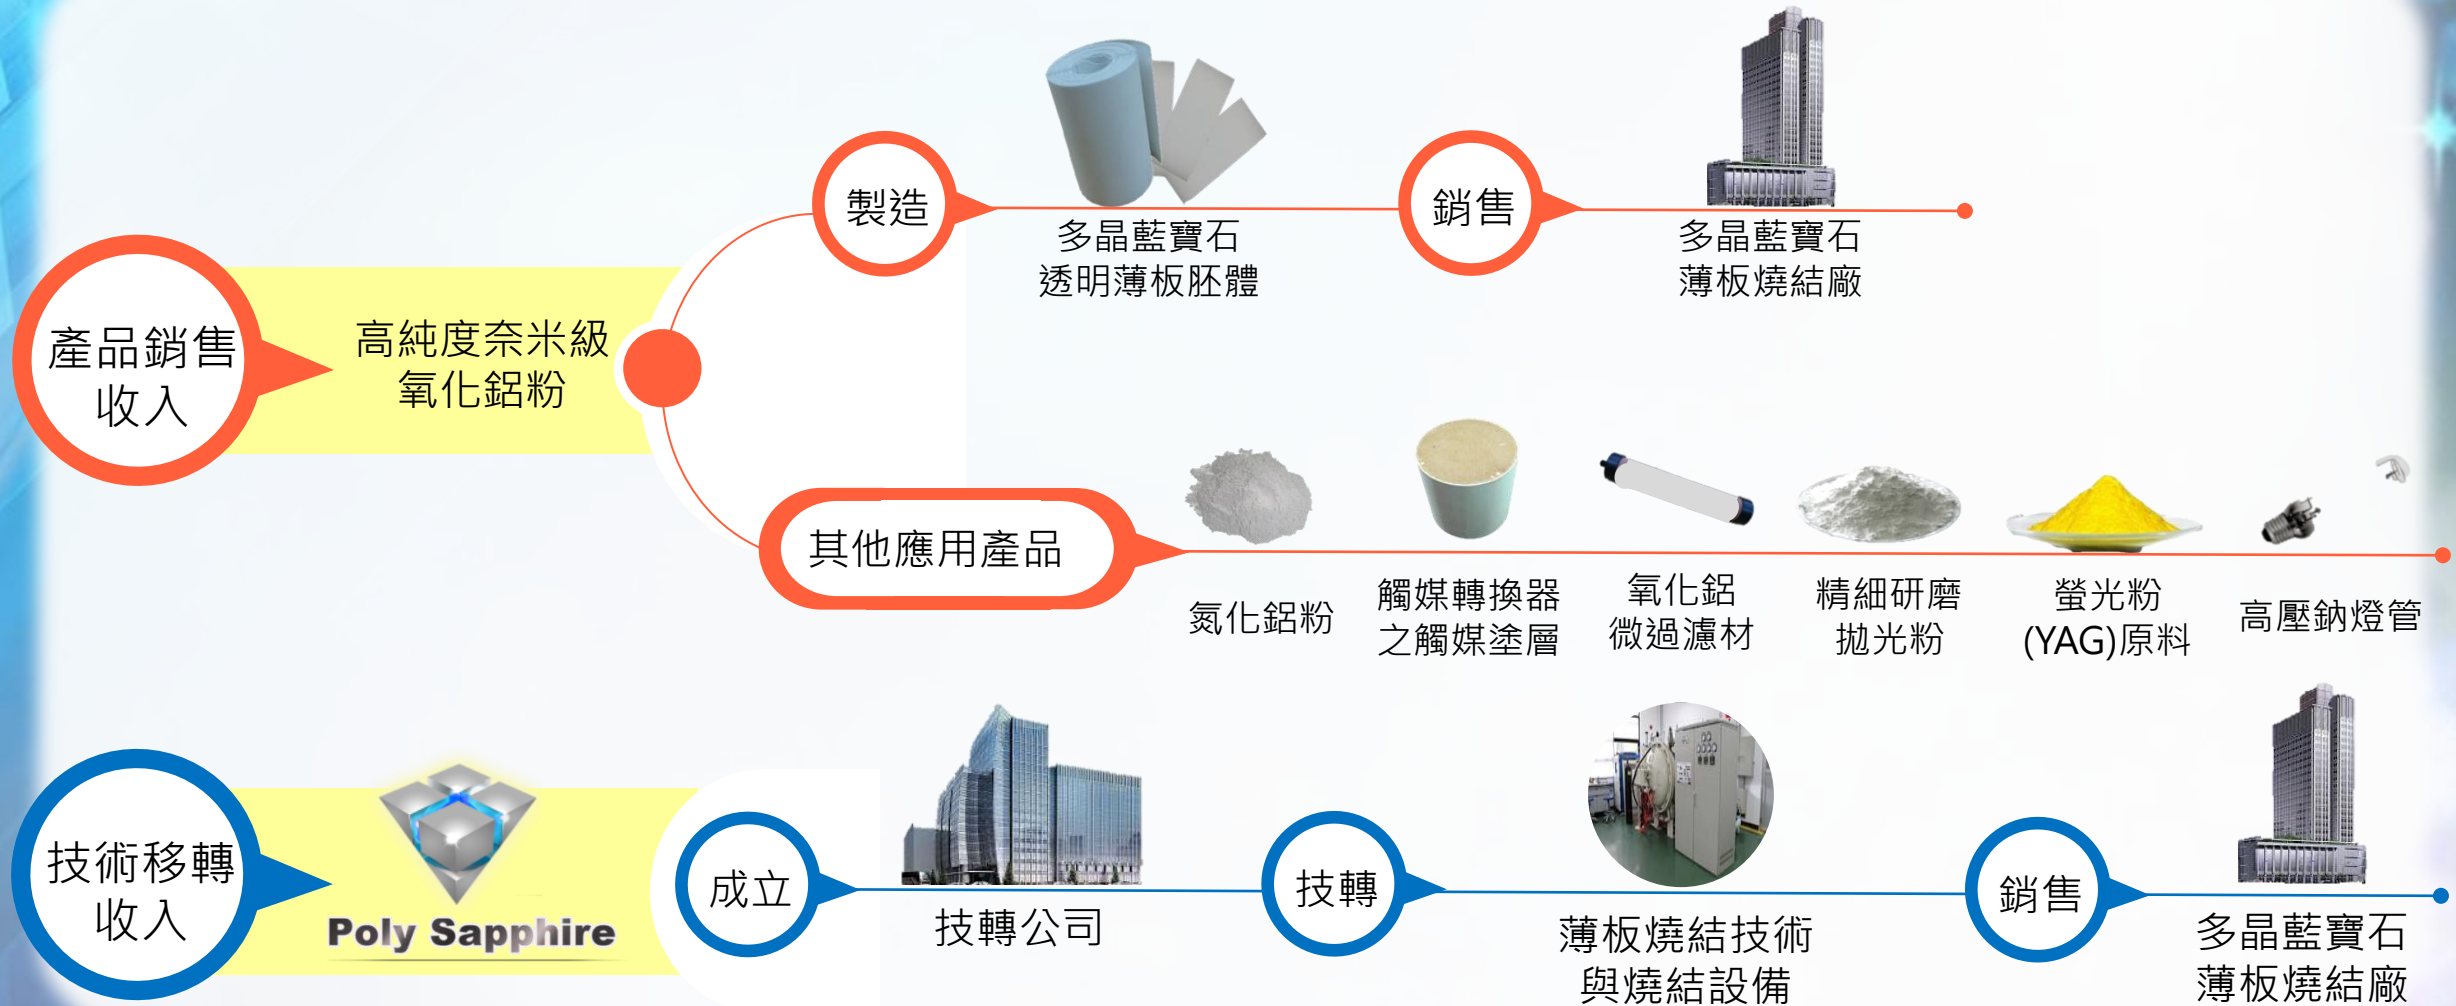 產品銷售
收入
高純度奈米級
氧化鋁粉
製造
多晶藍寶石
透明薄板胚體
銷售
多晶藍寶石
薄板燒結廠
其他應用產品
氮化鋁粉
觸媒轉換器
之觸媒塗層
氧化鋁
微過濾材
精細研磨
拋光粉
螢光粉
(YAG)原料
高壓鈉燈管
技術移轉
收入
Poly Sapphire
成立
技轉公司
技轉
薄板燒結技術
與燒結設備
銷售
多晶藍寶石
薄板燒結廠